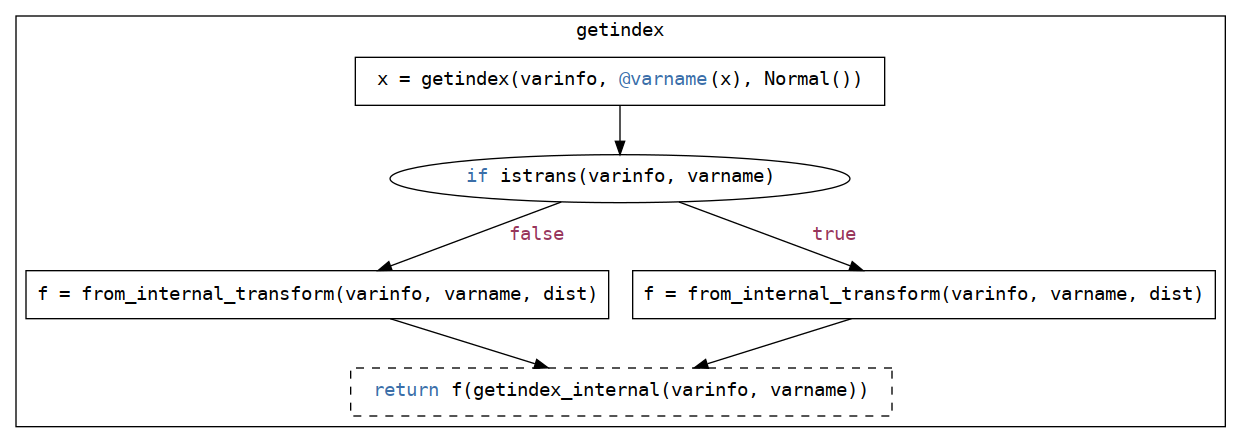 getindex
x = getindex(varinfo, @varname(x), Normal())
if istrans(varinfo, varname)
false
true
f = from_internal_transform(varinfo, varname, dist)
f = from_internal_transform(varinfo, varname, dist)
return f(getindex_internal(varinfo, varname))